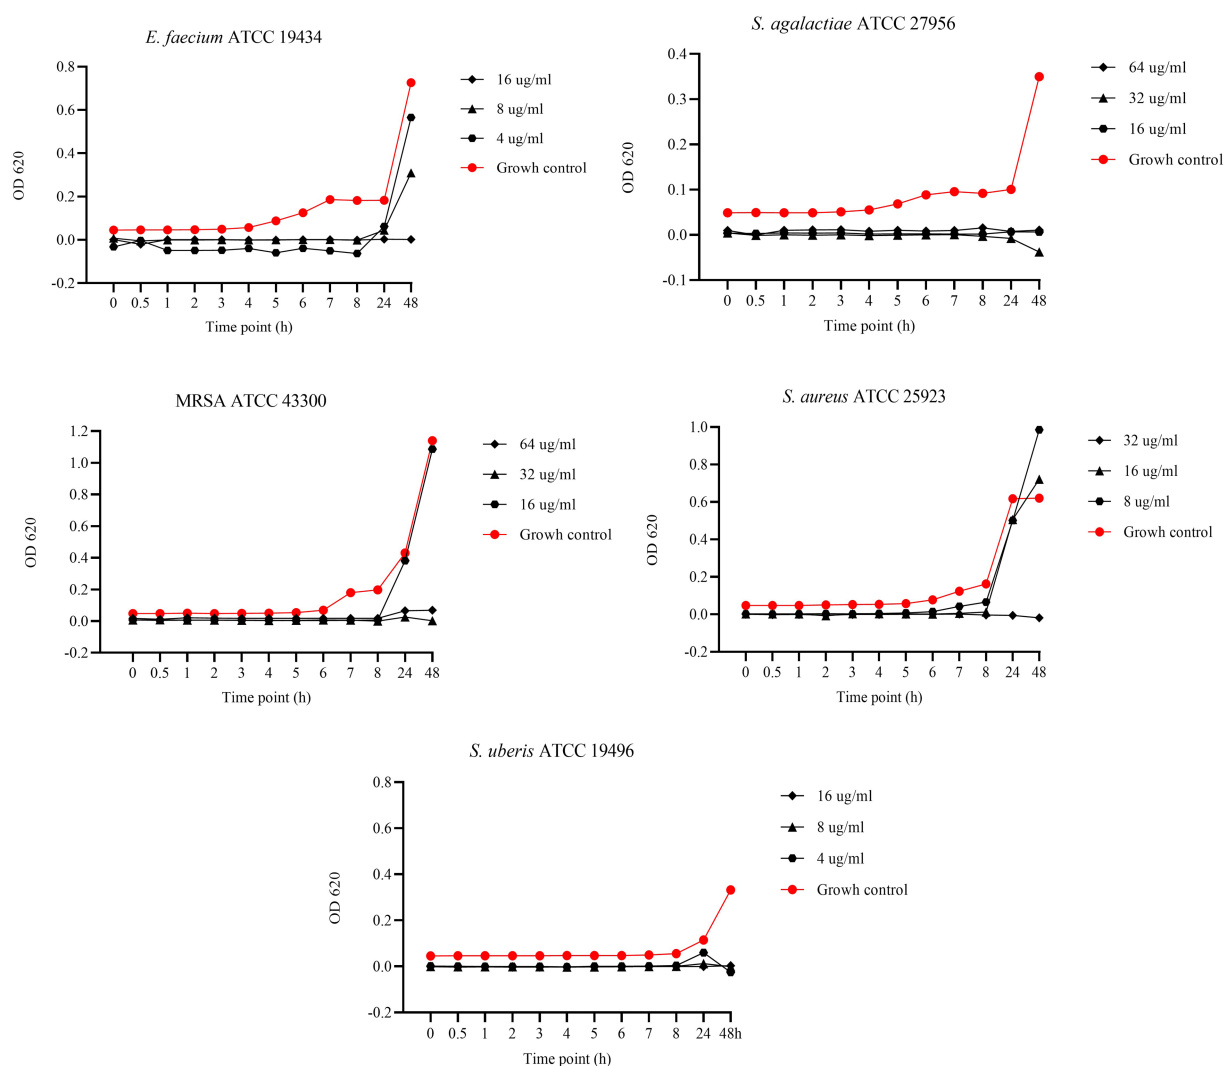 E. faecium ATCC 19434
0.8
0.6
0.4
0.2
0.0
-0.2
OD 620
0 0.5 1 2 3 4 5 6 7 8 24 48
Time point (h)
16 ug/ml
8 ug/ml
4 ug/ml
Growh control
S. agalactiae ATCC 27956
0.4
0.3
0.2
0.1
0.0
-0.1
OD 620
0 0.5 1 2 3 4 5 6 7 8 24 48
Time point (h)
64 ug/ml
32 ug/ml
16 ug/ml
Growh control
MRSA ATCC 43300
1.2
1.0
0.8
0.6
0.4
0.2
0.0
-0.2
OD 620
0 0.5 1 2 3 4 5 6 7 8 24 48
Time point (h)
64 ug/ml
32 ug/ml
16 ug/ml
Growh control
S. aureus ATCC 25923
1.0
0.8
0.6
0.4
0.2
0.0
-0.2
OD 620
0 0.5 1 2 3 4 5 6 7 8 24 48
Time point (h)
32 ug/ml
16 ug/ml
8 ug/ml
Growh control
S. uberis ATCC 19496
0.8
0.6
0.4
0.2
0.0
-0.2
OD 620
0 0.5 1 2 3 4 5 6 7 8 24 48h
Time point (h)
16 ug/ml
8 ug/ml
4 ug/ml
Growh control